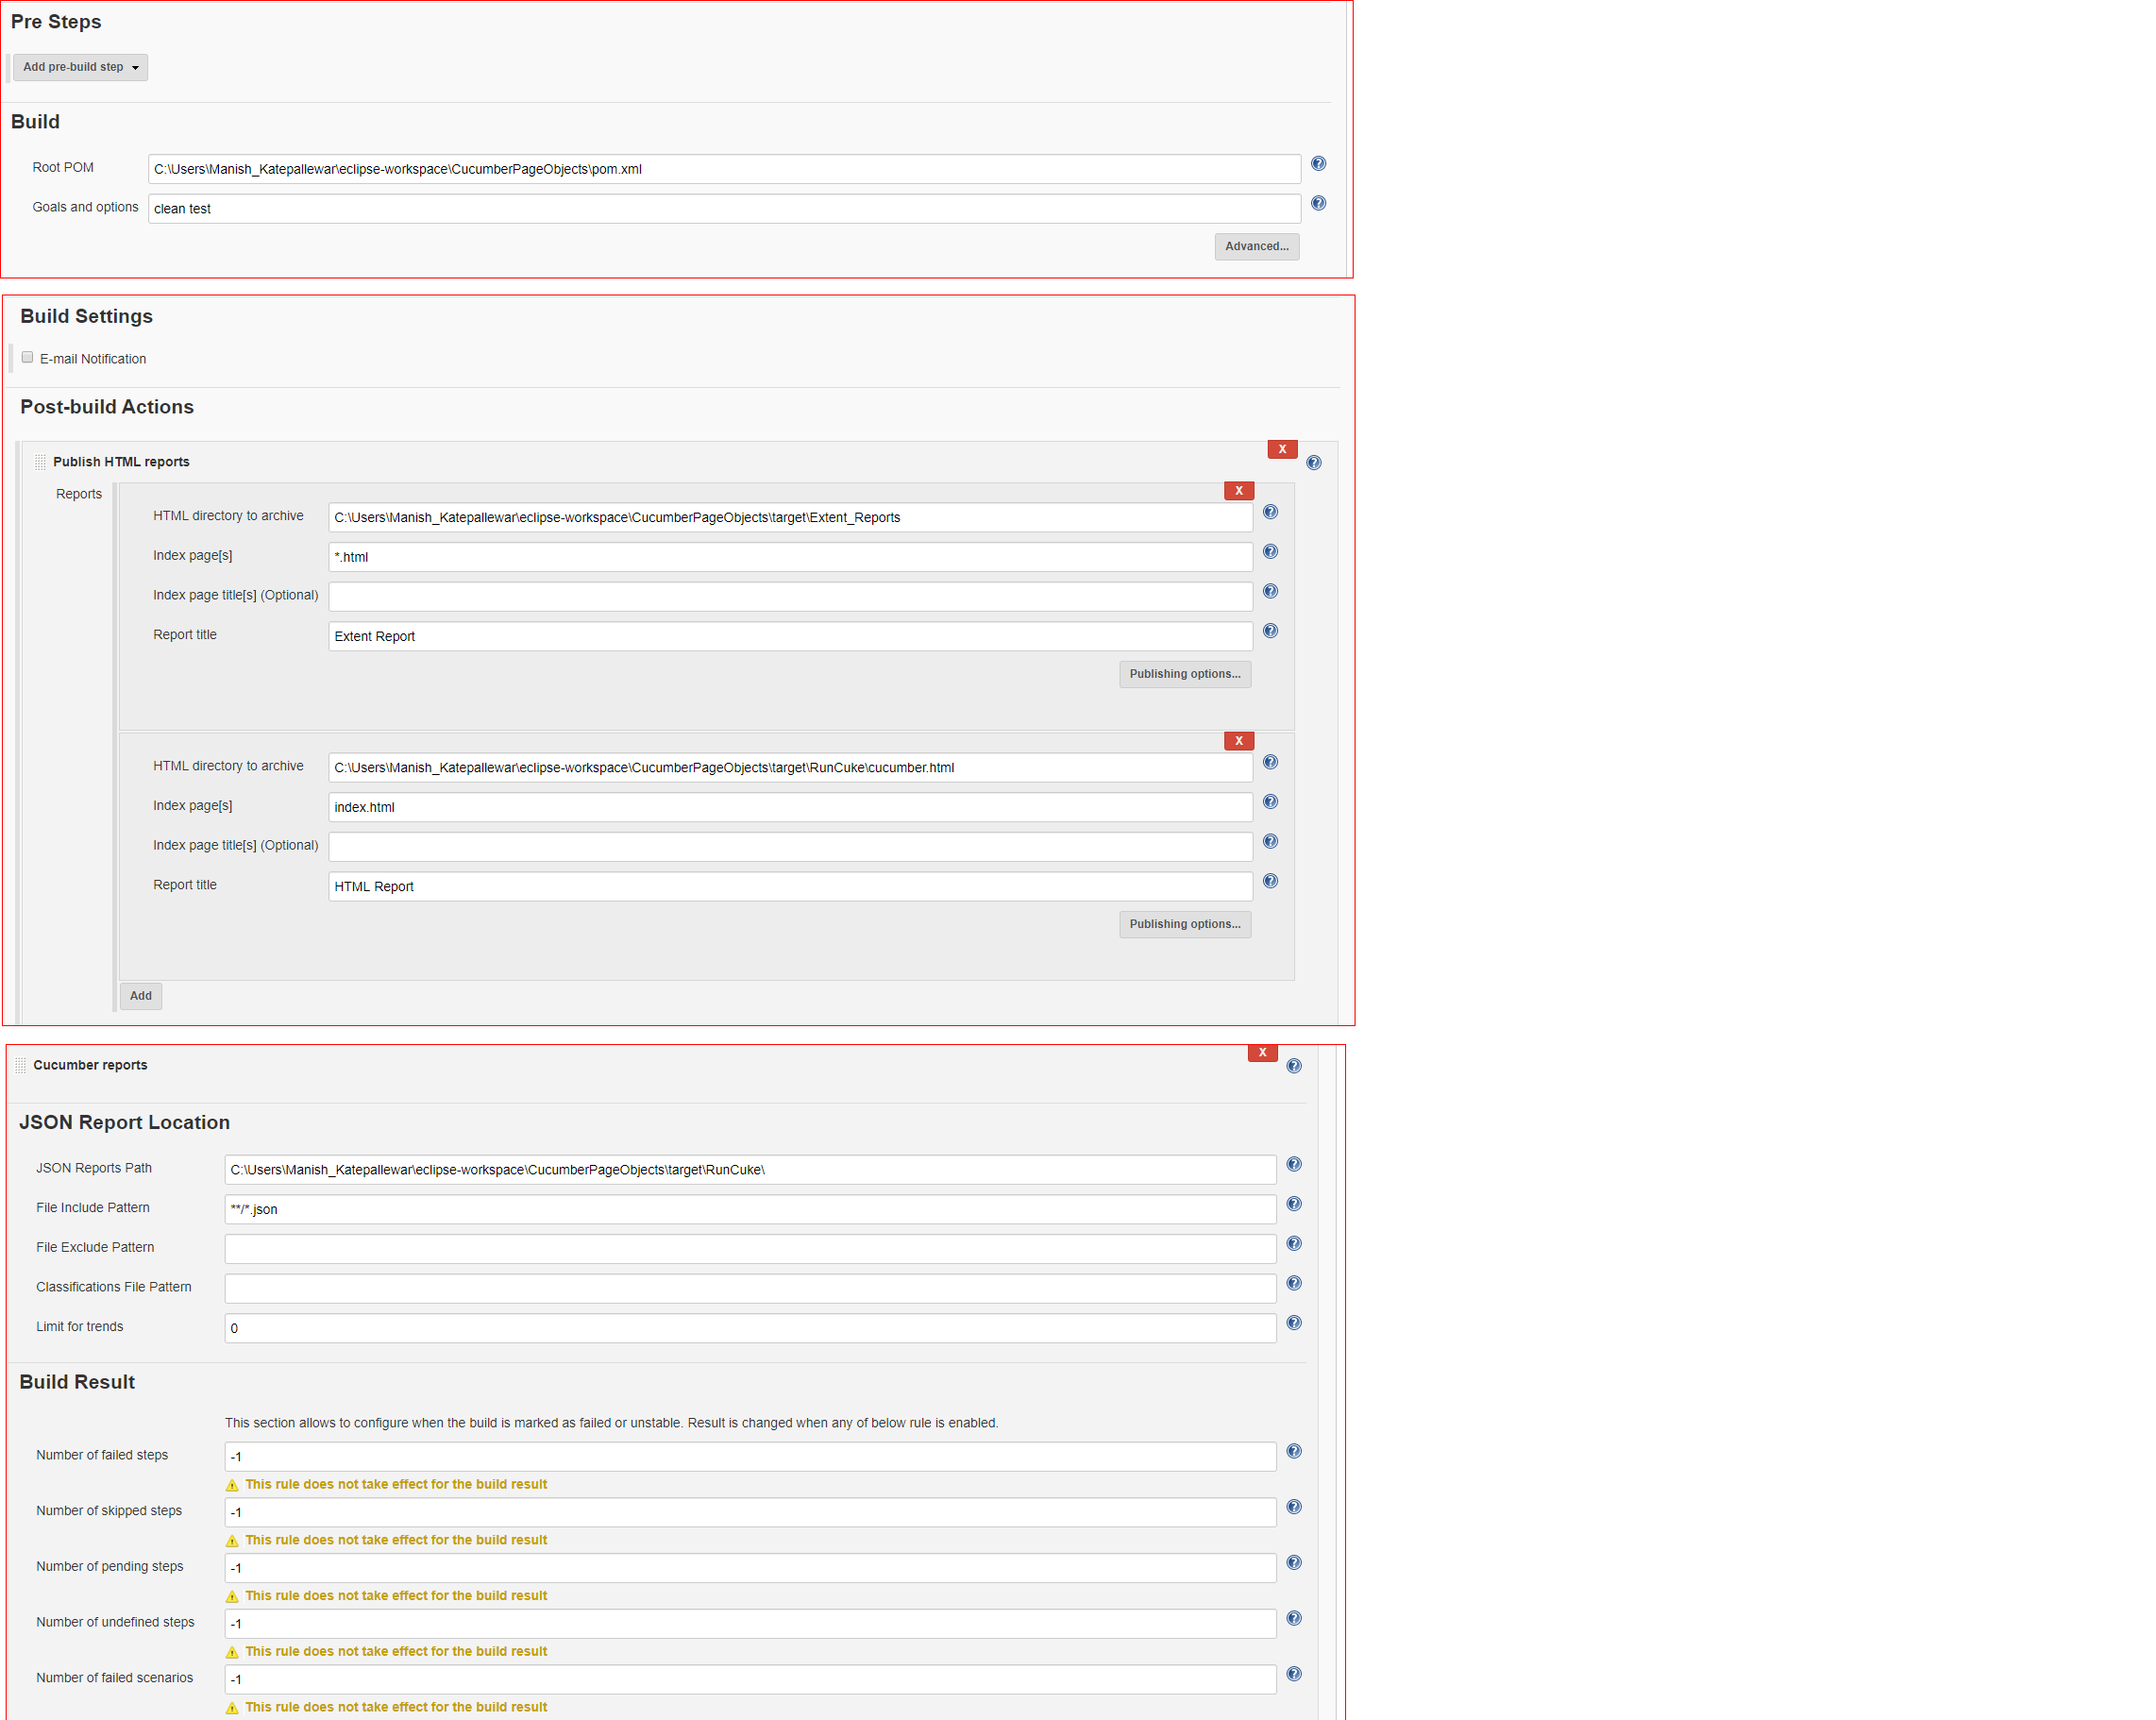 Pre Steps
Add pre-build step
Build
Root POM
C:\Users\Manish_Katepallewar\eclipse-workspace\CucumberPageObjects\pom.xml
Goals and options
clean test
Advanced...
Build Settings
E-mail Notification
Post-build Actions
X
Publish HTML reports
Reports
X
HTML directory to archive
C:\Users\Manish_Katepallewar\eclipse-workspace\CucumberPageObjects\target\Extent_Reports
Index page[s]
*.html
Index page title[s] (Optional)
Report title
Extent Report
Publishing options...
X
HTML directory to archive
C:\Users\Manish_Katepallewar\eclipse-workspace\CucumberPageObjects\target\RunCuke\cucumber.html
Index page[s]
index.html
Index page title[s] (Optional)
Report title
HTML Report
Publishing options...
Add
X
Cucumber reports
JSON Report Location
JSON Reports Path
C:\Users\Manish_Katepallewar\eclipse-workspace\CucumberPageObjects\target\RunCuke\
File Include Pattern
**/*.json
File Exclude Pattern
Classifications File Pattern
Limit for trends
0
Build Result
This section allows to configure when the build is marked as failed or unstable. Result is changed when any of below rule is enabled.
Number of failed steps
-1
This rule does not take effect for the build result
Number of skipped steps
-1
This rule does not take effect for the build result
Number of pending steps
-1
This rule does not take effect for the build result
Number of undefined steps
-1
This rule does not take effect for the build result
Number of failed scenarios
-1
This rule does not take effect for the build result